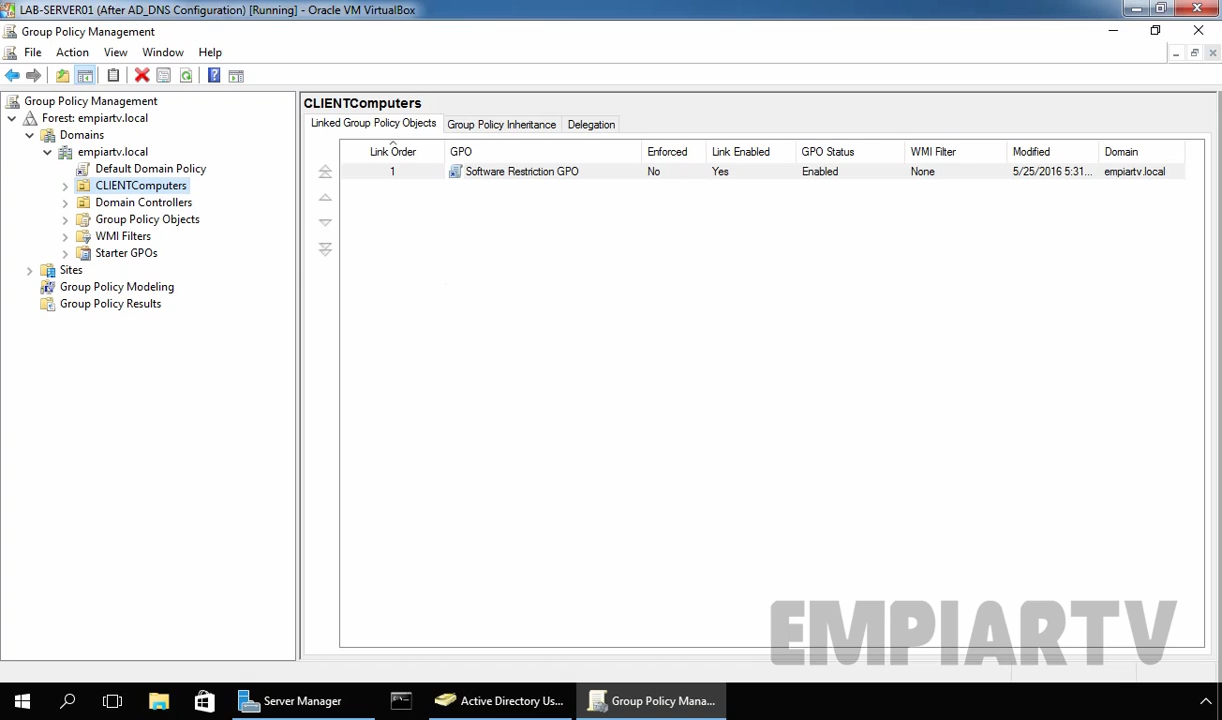 LAB-SERVER01 (After AD_DNS Configuration) [Running] - Oracle VM VirtualBox
Group Policy Management
File Action View Window Help
Group Policy Management
Forest: empiartv.local
Domains
empiartv.local
Default Domain Policy
CLIENTComputers
Domain Controllers
Group Policy Objects
WMI Filters
Starter GPOs
Sites
Group Policy Modeling
Group Policy Results
CLIENTComputers
Linked Group Policy Objects Group Policy Inheritance Delegation
Link Order GPO Enforced Link Enabled GPO Status WMI Filter Modified Domain
1 Software Restriction GPO No Yes Enabled None 5/25/2016 5:31... empiartv.local
EMPIARTV
Server Manager Active Directory Us... Group Policy Mana...